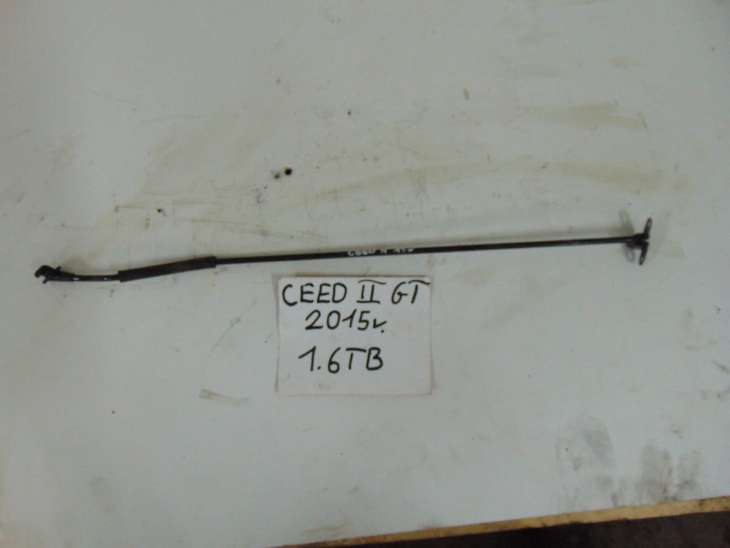 CEED II GT
2015r.
1.6TB